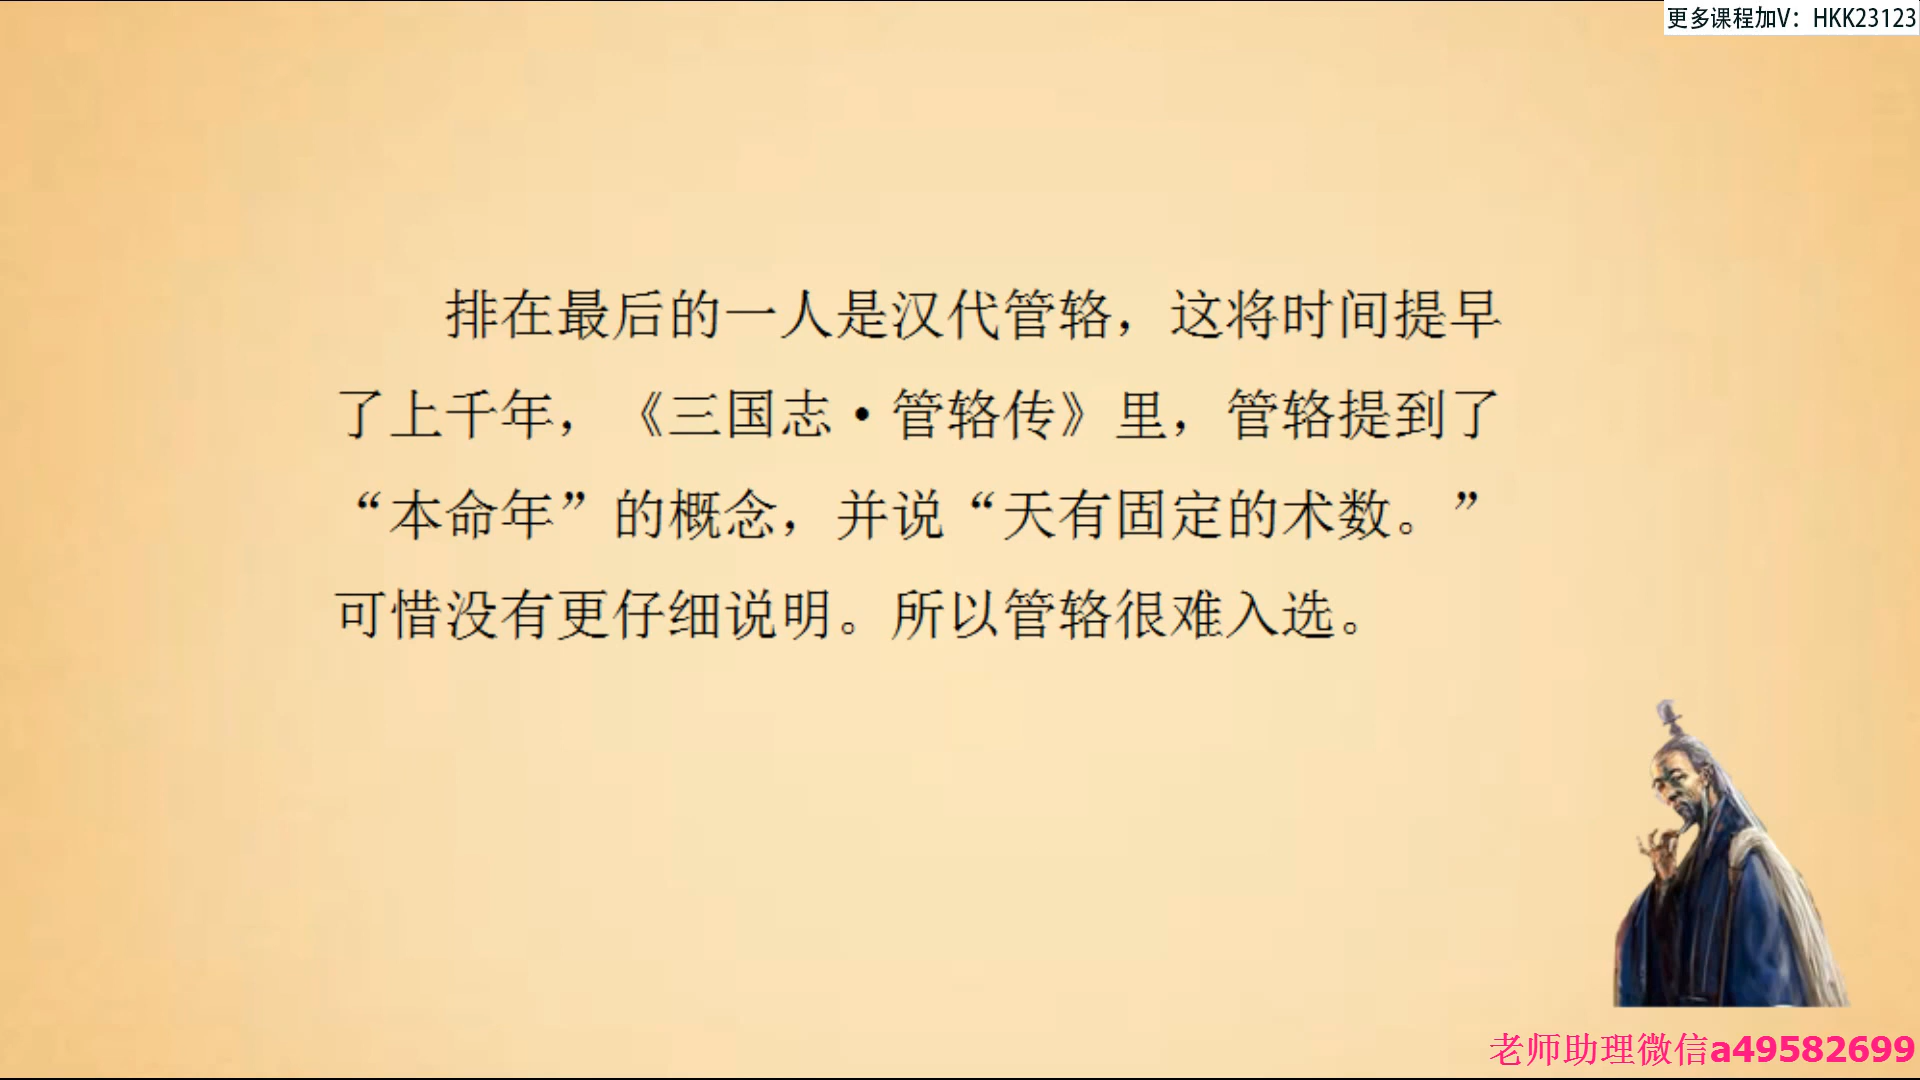 更多课程加V：HKK23123
排在最后的一人是汉代管辂，这将时间提早
了上千年，《三国志·管辂传》里，管辂提到了
“本命年”的概念，并说“天有固定的术数。”
可惜没有更仔细说明。所以管辂很难入选。
老师助理微信a49582699